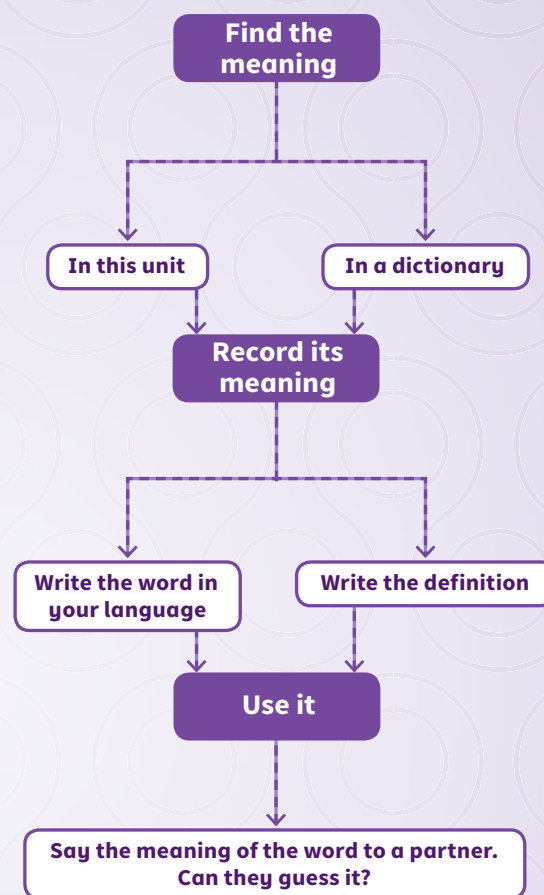 Find the
meaning
In this unit
In a dictionary
Record its
meaning
Write the word in
your language
Write the definition
Use it
Say the meaning of the word to a partner.
Can they guess it?